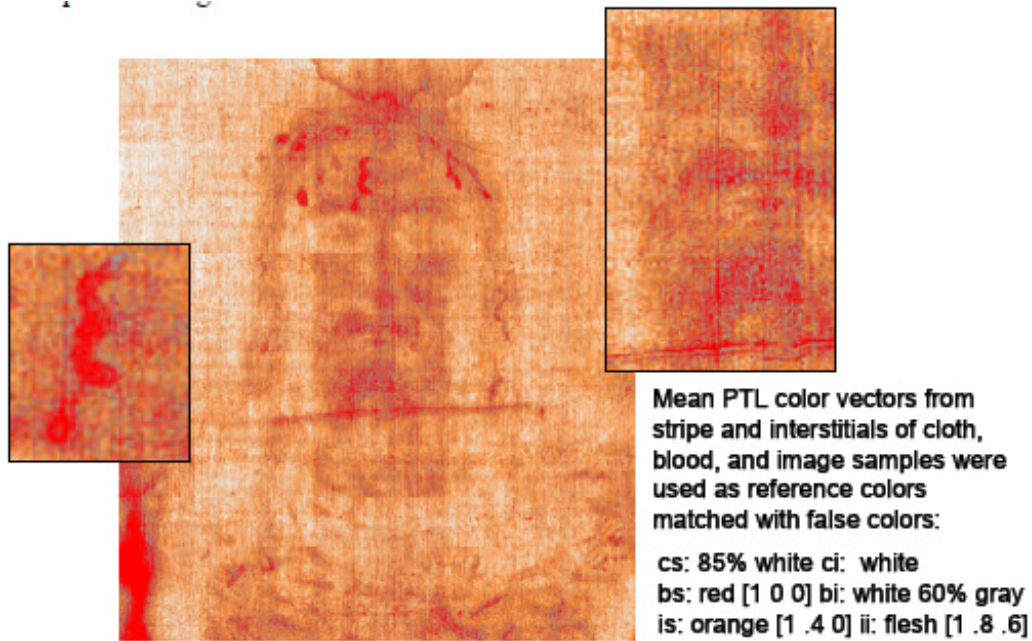 Mean PTL color vectors from
stripe and interstitials of cloth,
blood, and image samples were
used as reference colors
matched with false colors:
cs: 85% white ci: white
bs: red [1 0 0] bi: white 60% gray
is: orange [1 .4 0] ii: flesh [1 .8 .6]